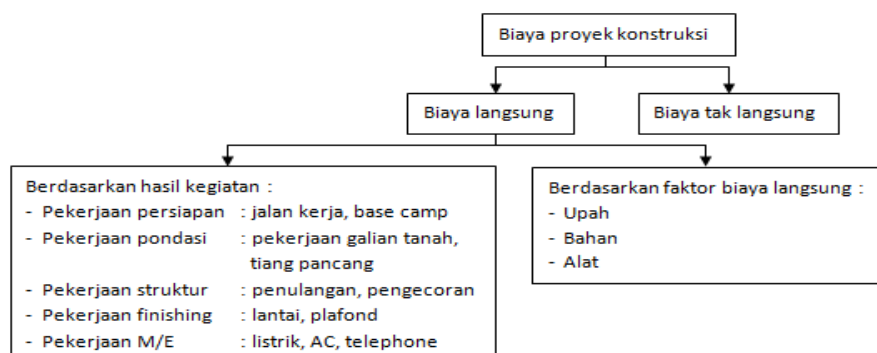 Biaya proyek konstruksi
Biaya langsung
Biaya tak langsung
Berdasarkan hasil kegiatan :
- Pekerjaan persiapan : jalan kerja, base camp
- Pekerjaan pondasi : pekerjaan galian tanah,
tiang pancang
- Pekerjaan struktur : penulangan, pengecoran
- Pekerjaan finishing : lantai, plafond
- Pekerjaan M/E : listrik, AC, telephone
Berdasarkan faktor biaya langsung :
- Upah
- Bahan
- Alat